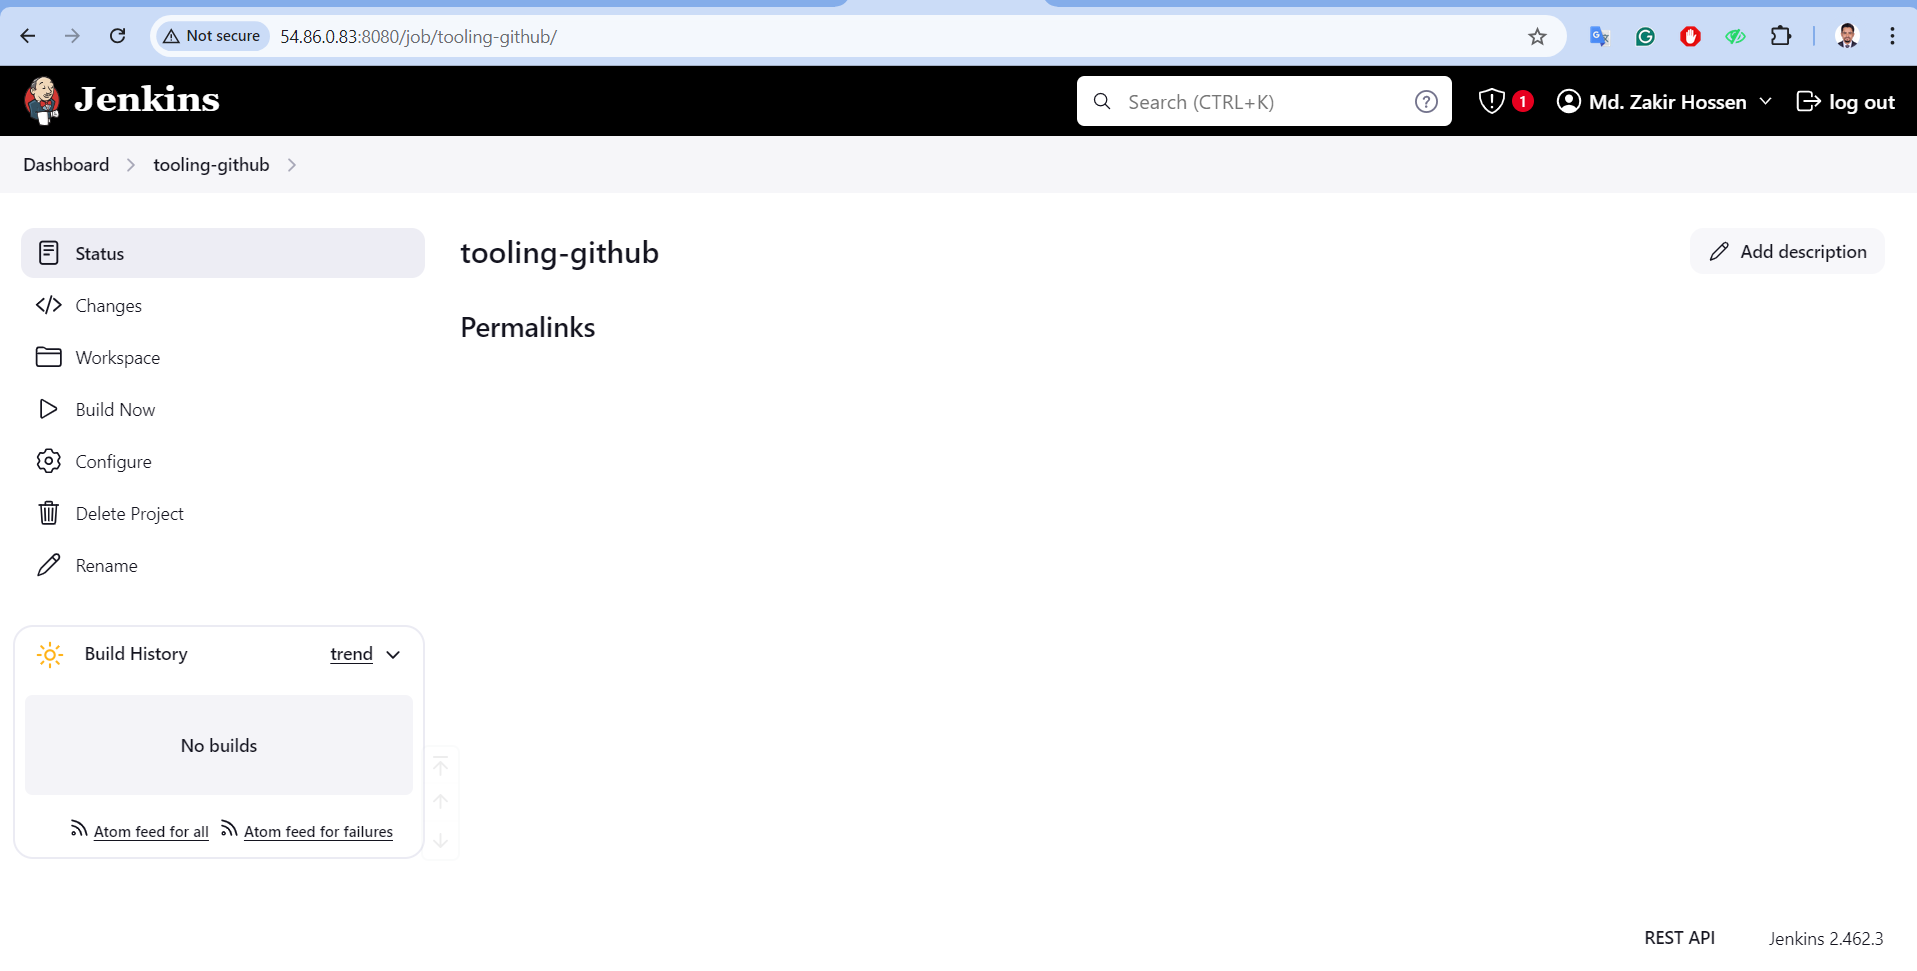 Not secure 54.86.0.83:8080/job/tooling-github/
Jenkins
Search (CTRL+K)
1
Md. Zakir Hossen
log out
Dashboard
tooling-github
Status
Changes
Workspace
Build Now
Configure
Delete Project
Rename
Build History
trend
No builds
Atom feed for all
Atom feed for failures
tooling-github
Add description
Permalinks
REST API
Jenkins 2.462.3